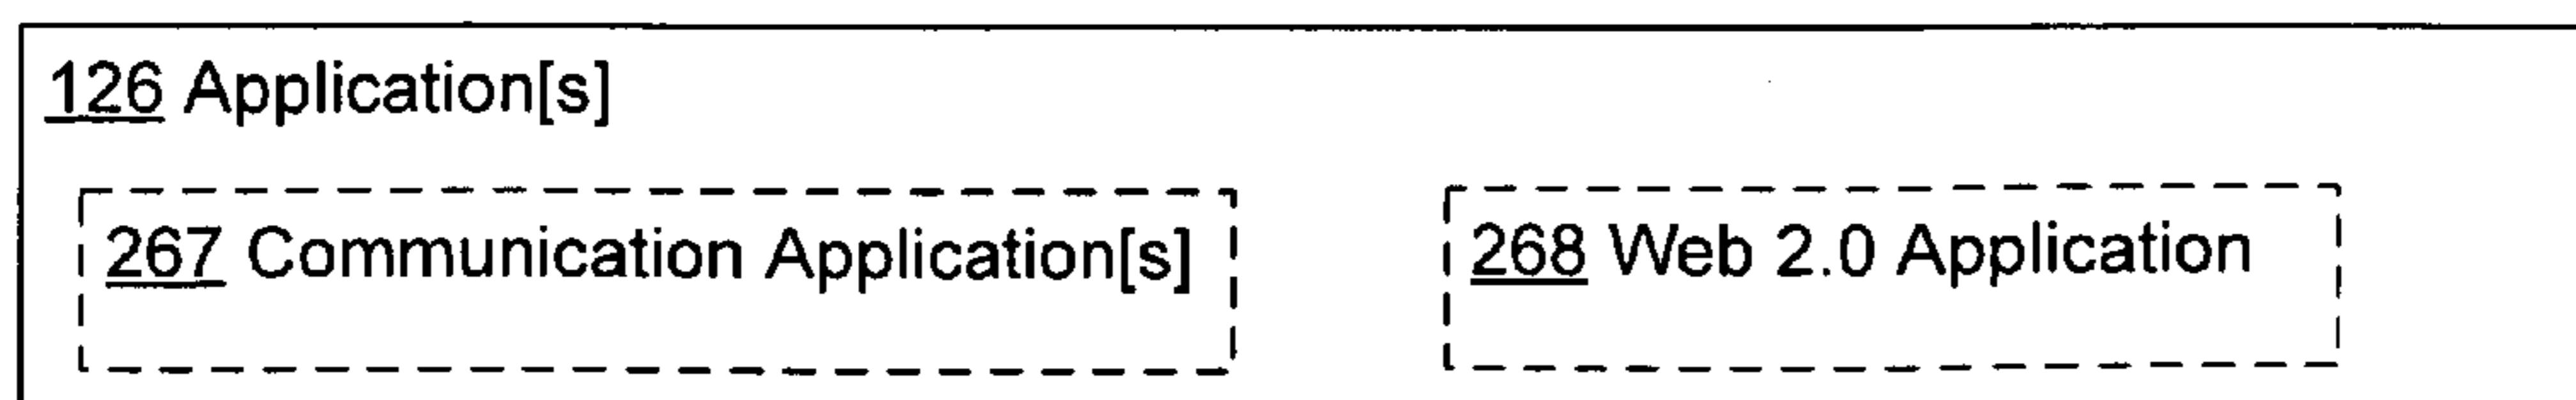 126 Application[s]
267 Communication Application[s]
268 Web 2.0 Application